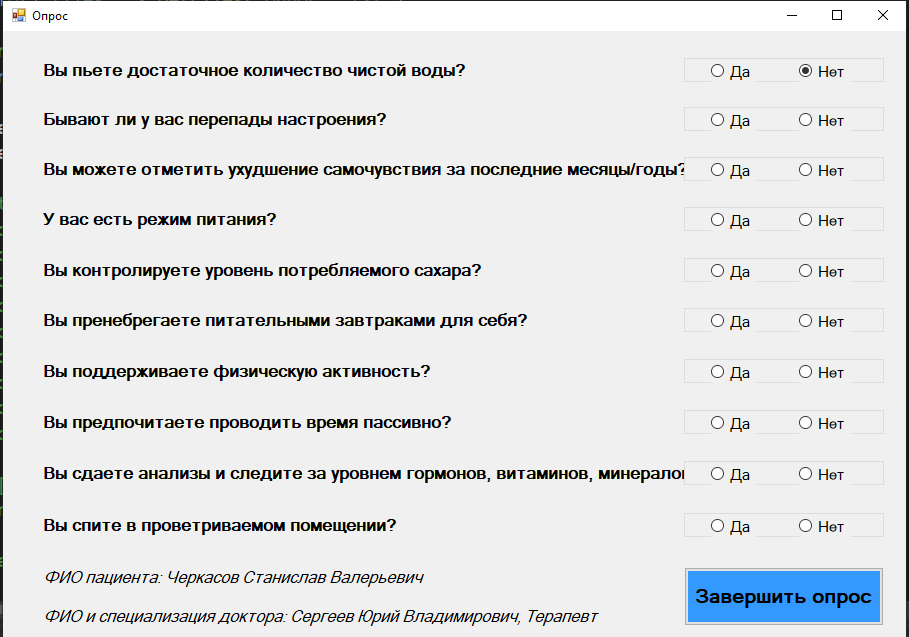 Опрос
Вы пьете достаточное количество чистой воды? Да Нет
Бывают ли у вас перепады настроения? Да Нет
Вы можете отметить ухудшение самочувствия за последние месяцы/годы? Да Нет
У вас есть режим питания? Да Нет
Вы контролируете уровень потребляемого сахара? Да Нет
Вы пренебрегаете питательными завтраками для себя? Да Нет
Вы поддерживаете физическую активность? Да Нет
Вы предпочитаете проводить время пассивно? Да Нет
Вы сдаете анализы и следите за уровнем гормонов, витаминов, минерало Да Нет
Вы спите в проветриваемом помещении? Да Нет
ФИО пациента: Черкасов Станислав Валерьевич
ФИО и специализация доктора: Сергеев Юрий Владимирович, Терапевт
Завершить опрос